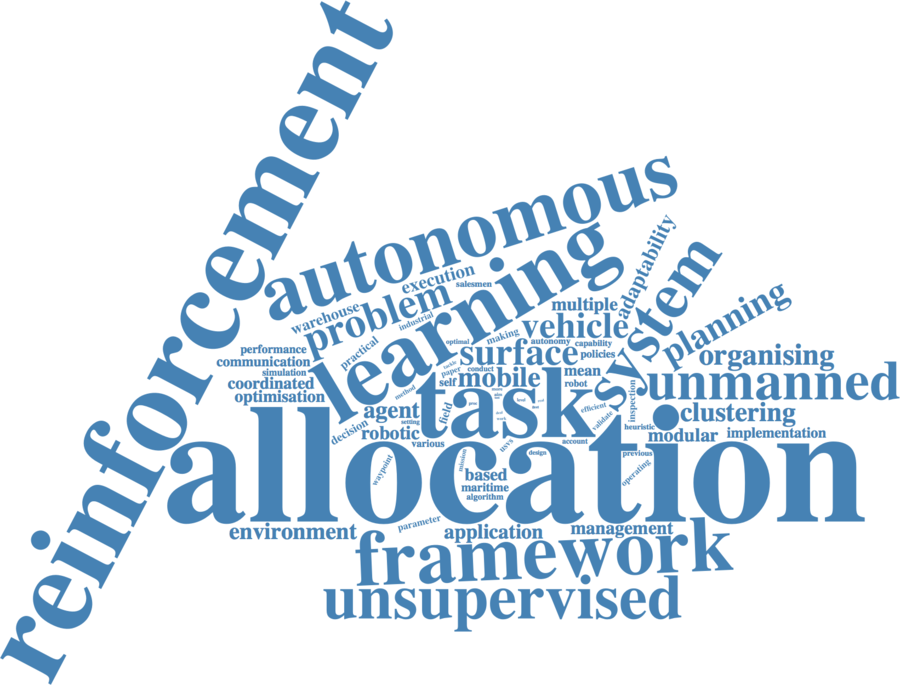 reinforcement
autonomous
learning
allocation
task
system
framework
unsupervised
unmanned
planning
problem
vehicle
surface
mobile
organising
clustering
adaptability
execution
salesmen
warehouse
industrial
practical
multiple
making
optimal
autonomy
capability
policies
performance
communication
simulation
coordinated
optimisation
paper
conduct
self
mean
robot
method
agent
setting
decision
robotic
various
field
efficient
validate
inspection
heuristic
modular
implementation
account
previous
operating
usvs
design
mission
waypoint
based
maritime
algorithm
environment
parameter
application
management